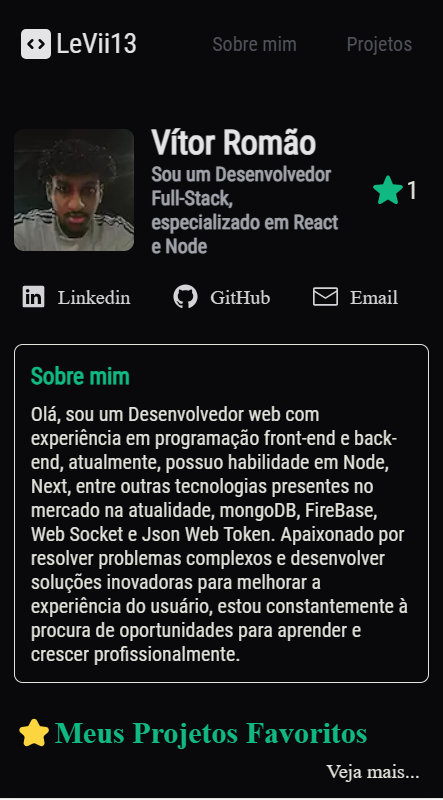 LeVii13
Sobre mim
Projetos
Vítor Romão
Sou um Desenvolvedor
Full-Stack,
especializado em React
e Node
1
Linkedin
GitHub
Email
Sobre mim
Olá, sou um Desenvolvedor web com
experiência em programação front-end e back-
end, atualmente, possuo habilidade em Node,
Next, entre outras tecnologias presentes no
mercado na atualidade, mongoDB, FireBase,
Web Socket e Json Web Token. Apaixonado por
resolver problemas complexos e desenvolver
soluções inovadoras para melhorar a
experiência do usuário, estou constantemente à
procura de oportunidades para aprender e
crescer profissionalmente.
Meus Projetos Favoritos
Veja mais...